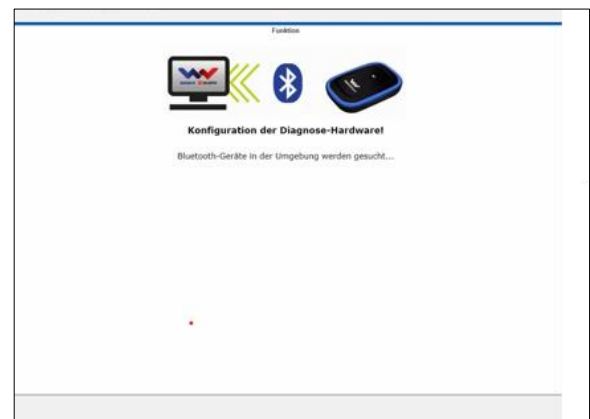 Funktion
Konfiguration der Diagnose-Hardware!
Bluetooth-Geräte in der Umgebung werden gesucht...